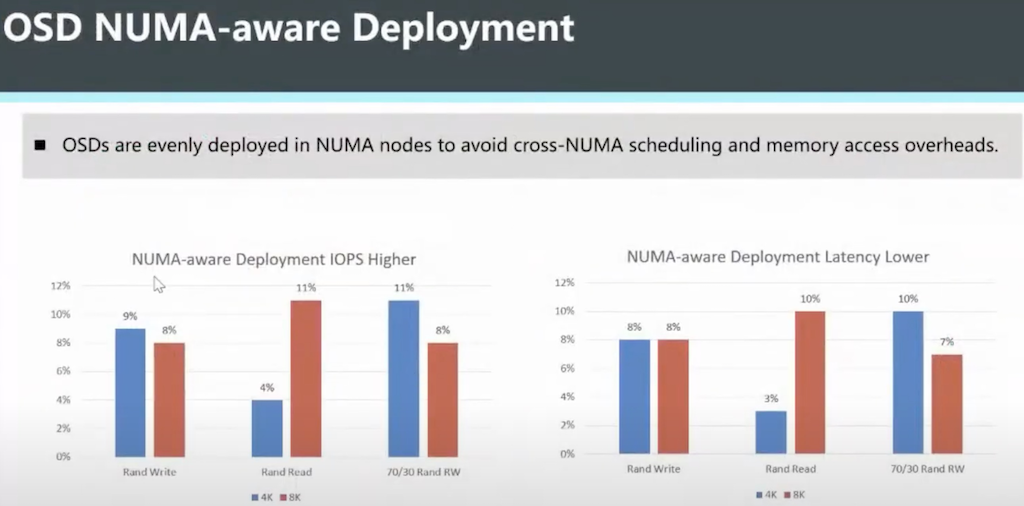 OSD NUMA-aware Deployment
■ OSDs are evenly deployed in NUMA nodes to avoid cross-NUMA scheduling and memory access overheads.
NUMA-aware Deployment IOPS Higher
12%
10%
8%
6%
4%
2%
0%
9%
8%
4%
11%
11%
8%
Rand Write
Rand Read
70/30 Rand RW
4K
8K
NUMA-aware Deployment Latency Lower
12%
10%
8%
6%
4%
2%
0%
8%
8%
3%
10%
10%
7%
Rand Write
Rand Read
70/30 Rand RW
4K
8K